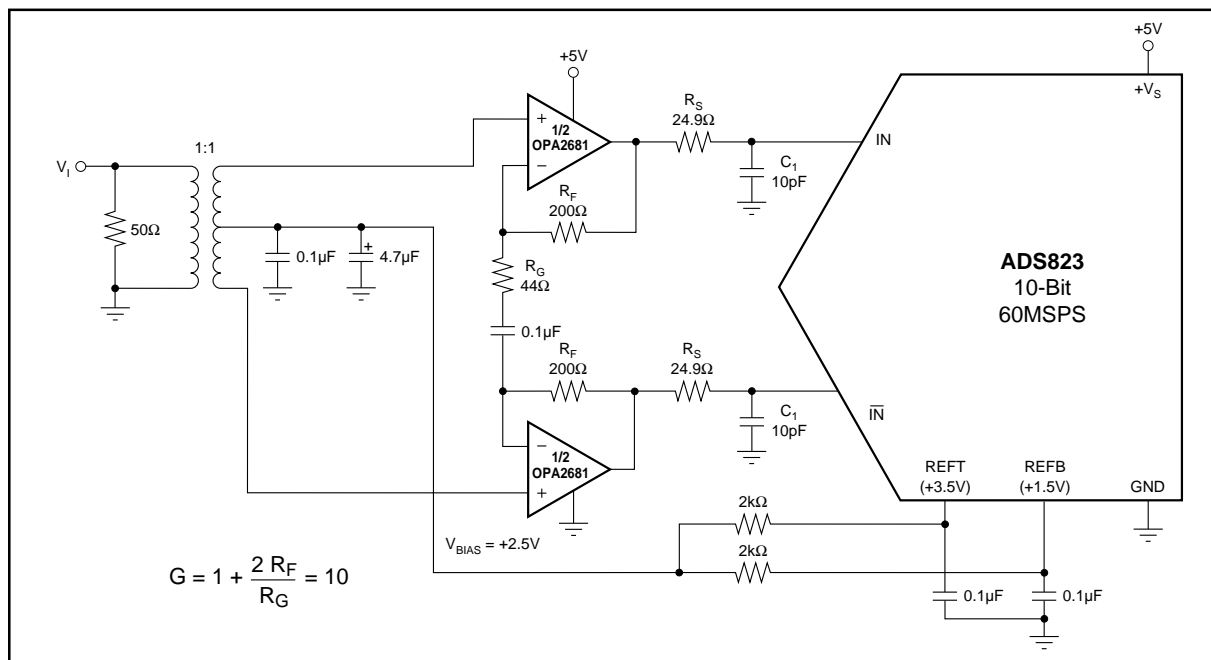 +5V
+5V
+V_S
R_S
24.9Ω
+
1/2
OPA2681
−
IN
1:1
V_I
C_1
10pF
R_F
200Ω
50Ω
0.1µF
+
4.7µF
R_G
44Ω
ADS823
10-Bit
60MSPS
0.1µF
R_F
200Ω
R_S
24.9Ω
I̅N̅
C_1
10pF
−
1/2
OPA2681
+
REFT
(+3.5V)
REFB
(+1.5V)
GND
2kΩ
V_BIAS = +2.5V
2kΩ
G = 1 + 2 R_F / R_G = 10
0.1µF
0.1µF